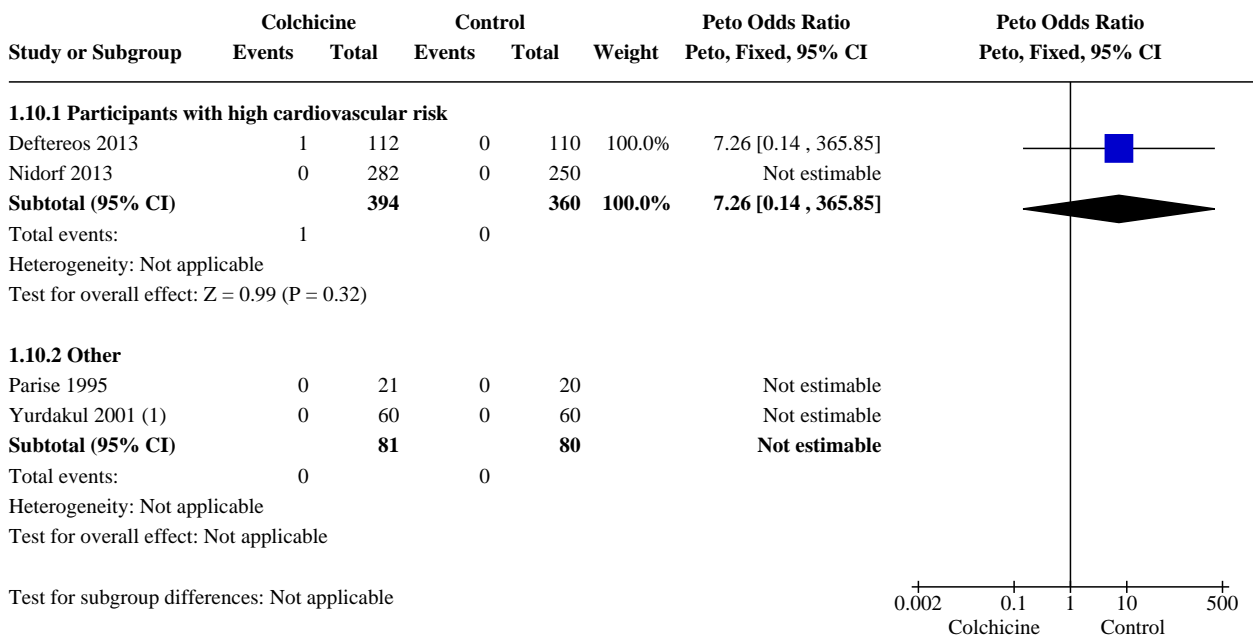 Colchicine Control Peto Odds Ratio Peto Odds Ratio
Study or Subgroup Events Total Events Total Weight Peto, Fixed, 95% CI Peto, Fixed, 95% CI
1.10.1 Participants with high cardiovascular risk
Deftereos 2013 1 112 0 110 100.0% 7.26 [0.14 , 365.85]
Nidorf 2013 0 282 0 250 Not estimable
Subtotal (95% CI) 394 360 100.0% 7.26 [0.14 , 365.85]
Total events: 1 0
Heterogeneity: Not applicable
Test for overall effect: Z = 0.99 (P = 0.32)
1.10.2 Other
Parise 1995 0 21 0 20 Not estimable
Yurdakul 2001 (1) 0 60 0 60 Not estimable
Subtotal (95% CI) 81 80 Not estimable
Total events: 0 0
Heterogeneity: Not applicable
Test for overall effect: Not applicable
Test for subgroup differences: Not applicable
0.002 0.1 1 10 500
Colchicine Control